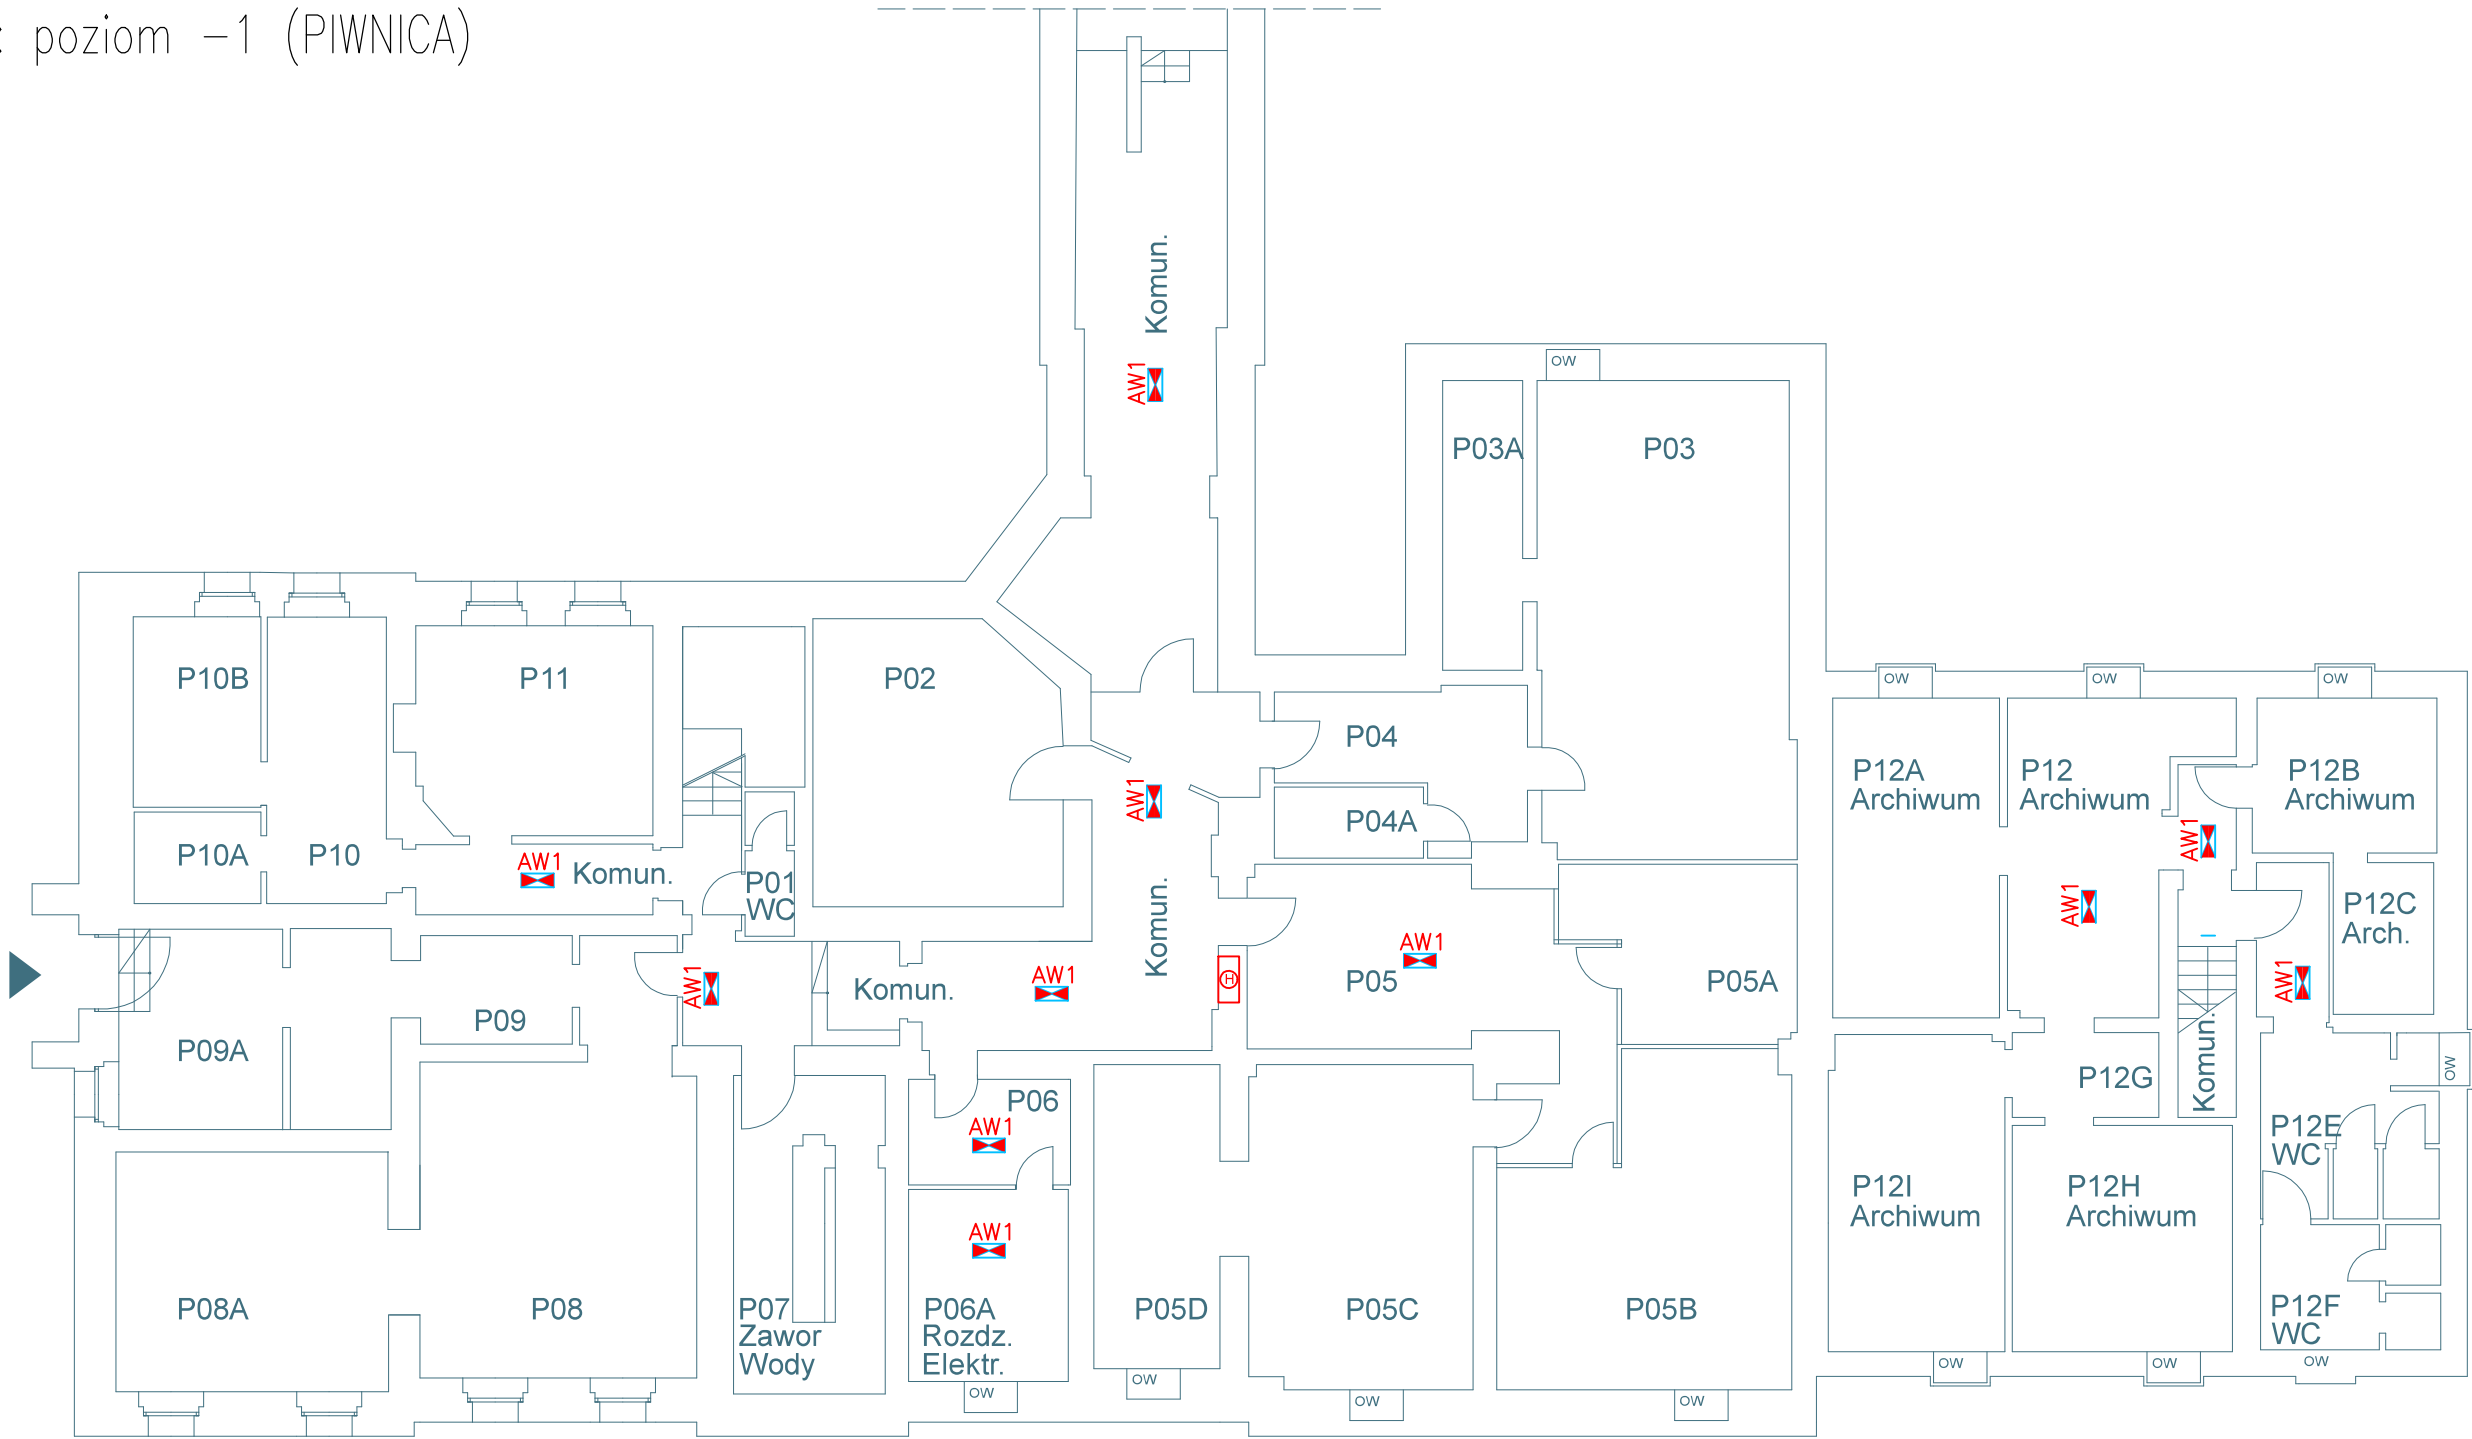 : poziom -1 (PIWNICA)
Komun.
AW1
OW
P03A
P03
P10B
P11
P02
P04
P04A
AW1
OW
OW
OW
P12A
Archiwum
P12
Archiwum
P12B
Archiwum
AW1
P10A
P10
AW1
Komun.
P01
WC
Komun.
AW1
P12C
Arch.
AW1
P09A
P09
AW1
Komun.
AW1
H
P05
AW1
P05A
Komun.
P12G
OW
P06
AW1
P12E
WC
P12I
Archiwum
P12H
Archiwum
AW1
P08A
P08
P07
Zawor
Wody
P06A
Rozdz.
Elektr.
P05D
P05C
P05B
P12F
WC
OW
OW
OW
OW
OW
OW
OW